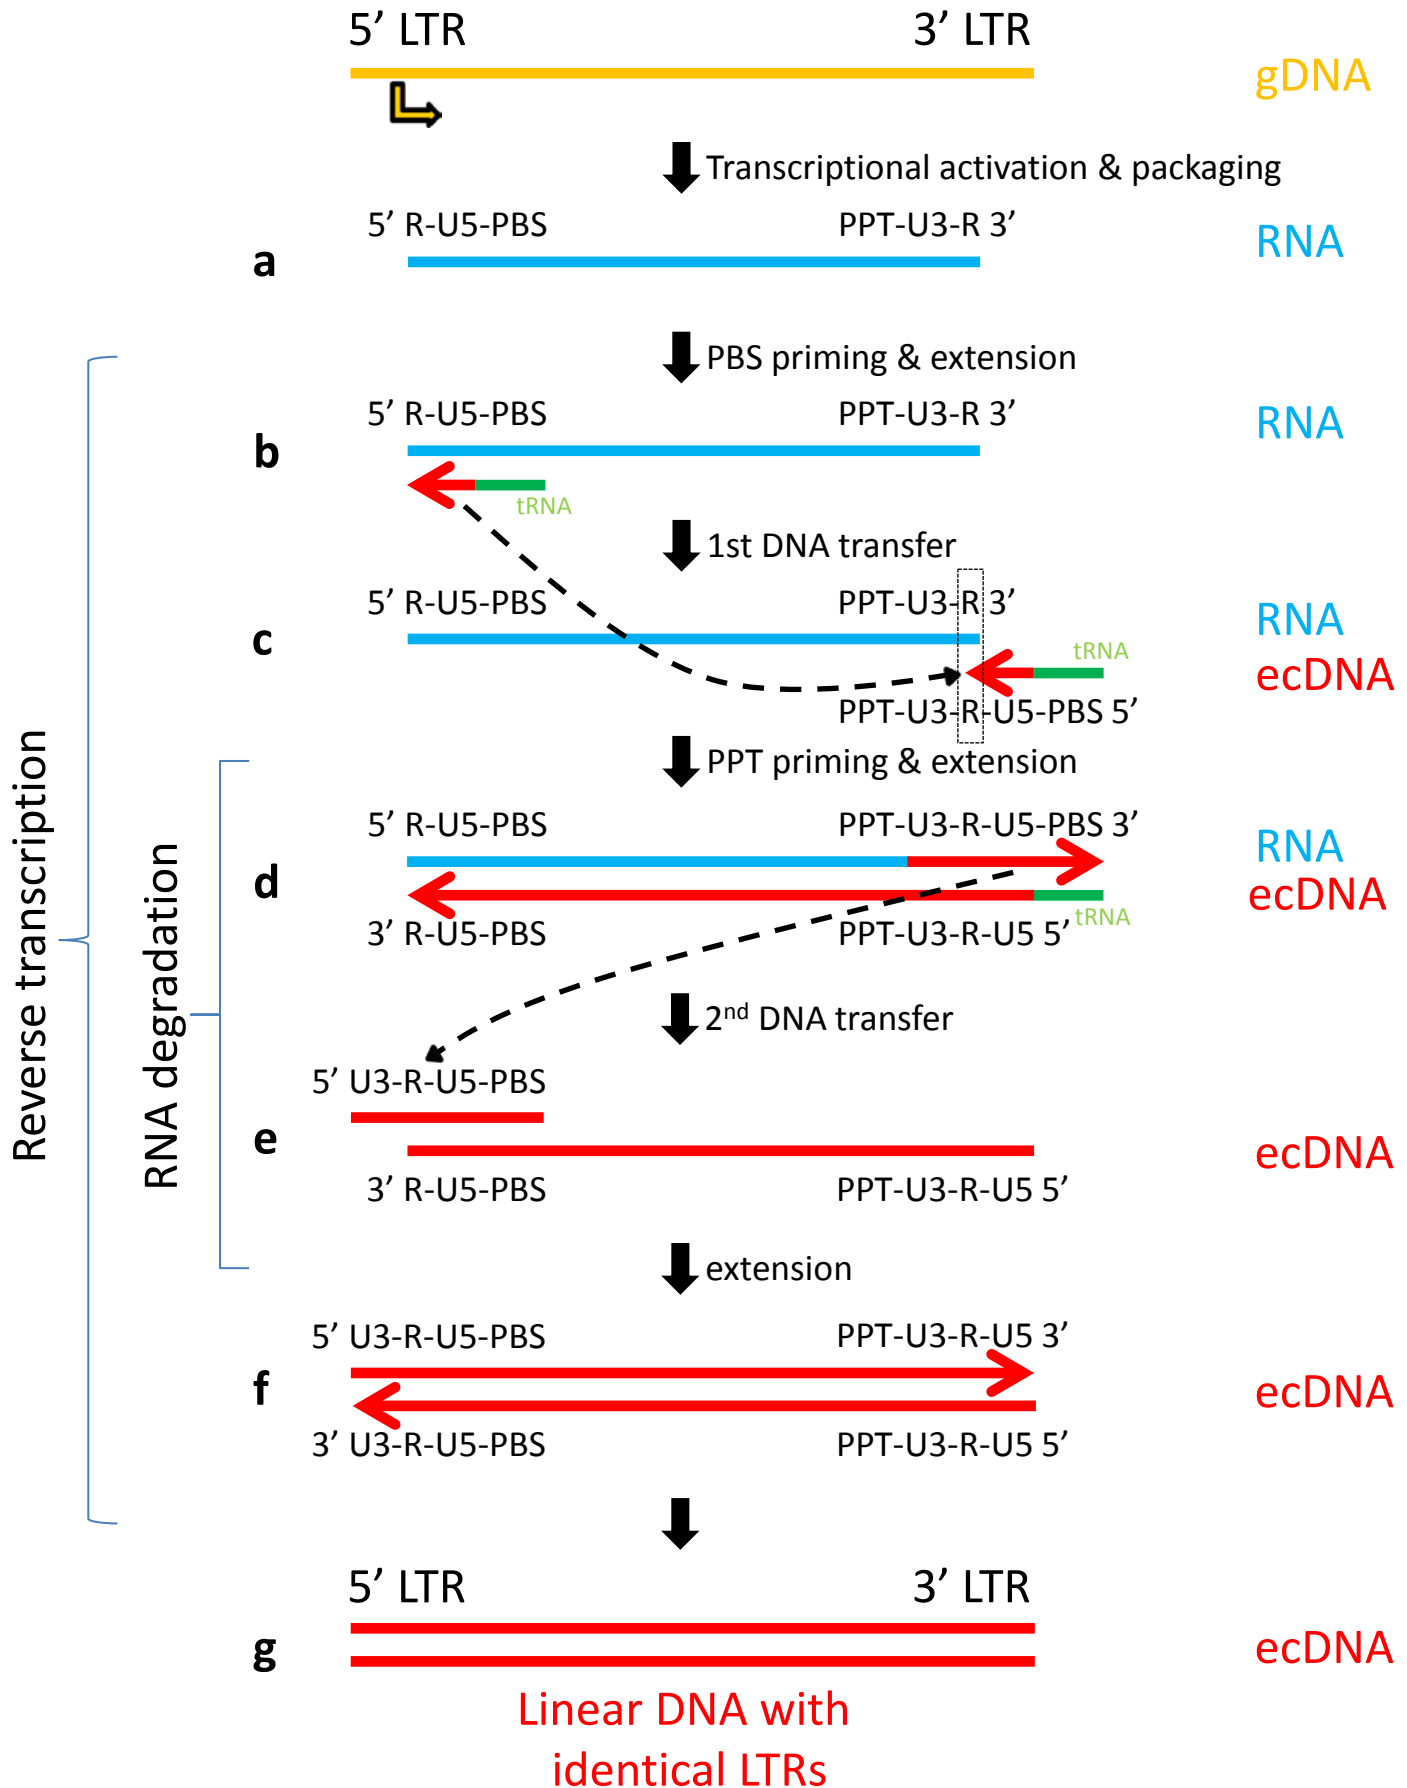 5’ LTR 3’ LTR
gDNA
Transcriptional activation & packaging
5’ R-U5-PBS PPT-U3-R 3’
a
RNA
PBS priming & extension
5’ R-U5-PBS PPT-U3-R 3’
b
RNA
tRNA
1st DNA transfer
5’ R-U5-PBS PPT-U3-R 3’
c
RNA
tRNA
ecDNA
PPT-U3-R-U5-PBS 5’
PPT priming & extension
5’ R-U5-PBS PPT-U3-R-U5-PBS 3’
d
RNA
ecDNA
3’ R-U5-PBS PPT-U3-R-U5 5’ tRNA
2nd DNA transfer
5’ U3-R-U5-PBS
e
ecDNA
3’ R-U5-PBS PPT-U3-R-U5 5’
extension
5’ U3-R-U5-PBS PPT-U3-R-U5 3’
f
ecDNA
3’ U3-R-U5-PBS PPT-U3-R-U5 5’
5’ LTR 3’ LTR
g
ecDNA
Linear DNA with
identical LTRs
Reverse transcription
RNA degradation